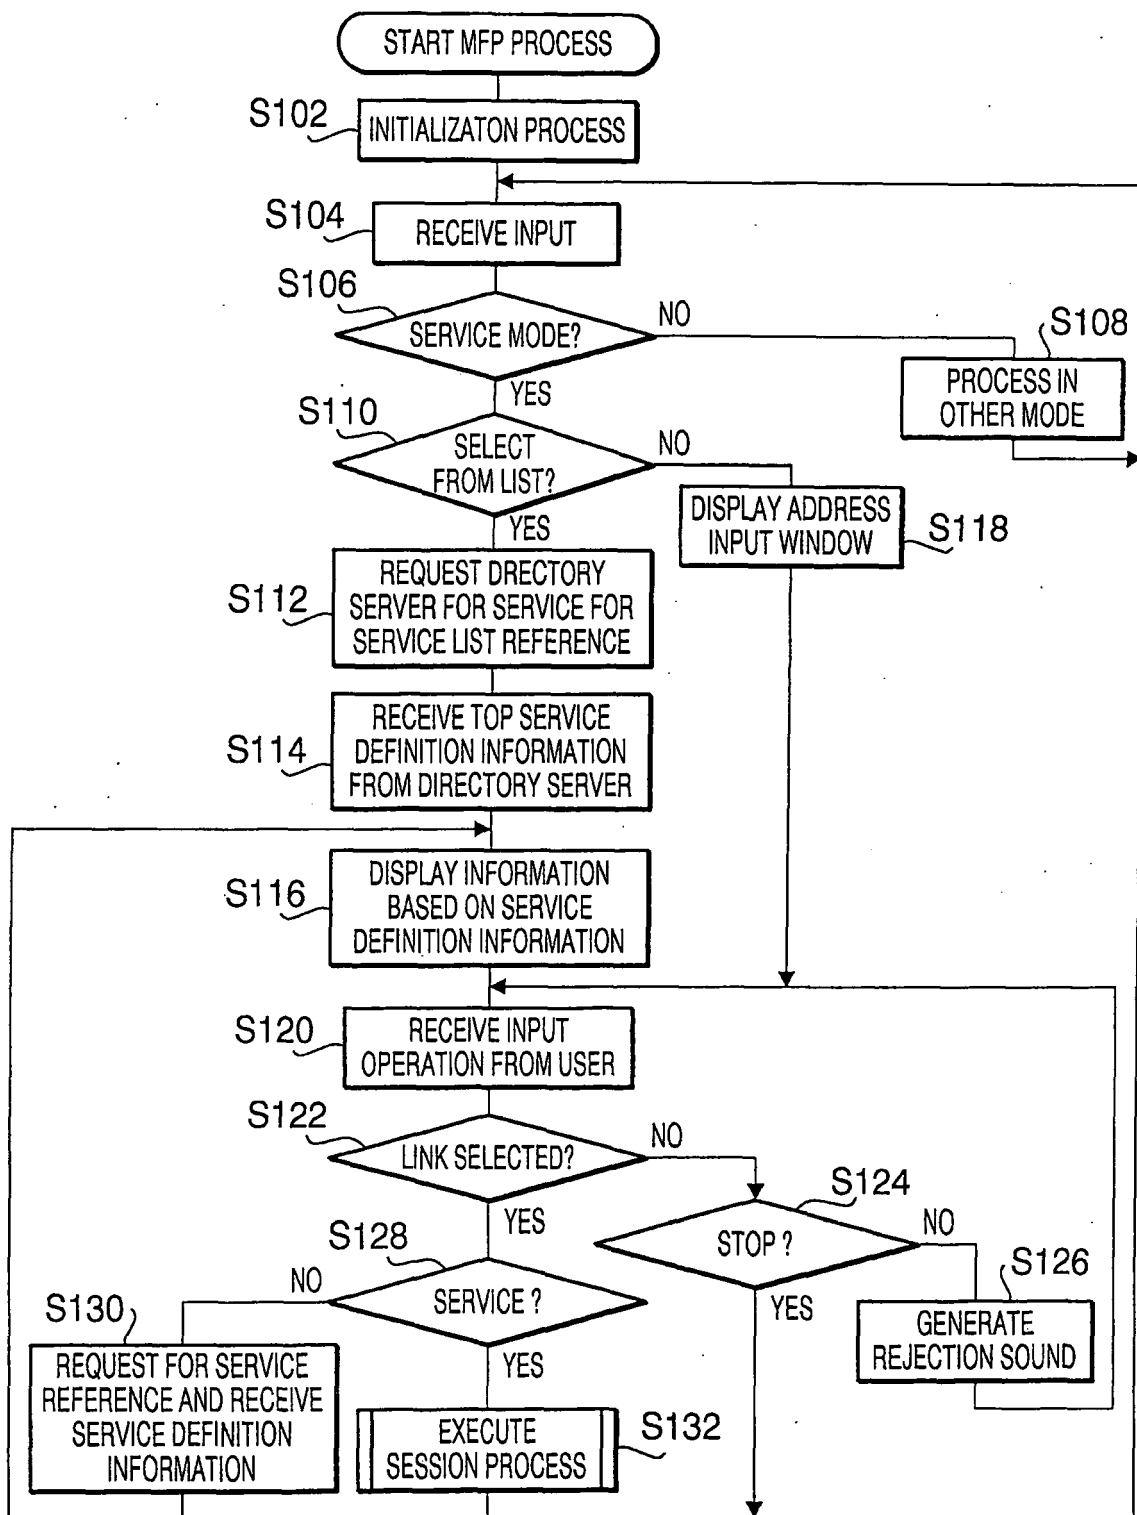 START MFP PROCESS
S102
INITIALIZATON PROCESS
S104
RECEIVE INPUT
S106
SERVICE MODE?
NO
S108
PROCESS IN
OTHER MODE
YES
S110
SELECT
FROM LIST?
NO
DISPLAY ADDRESS
INPUT WINDOW
S118
YES
S112
REQUEST DRECTORY
SERVER FOR SERVICE FOR
SERVICE LIST REFERENCE
S114
RECEIVE TOP SERVICE
DEFINITION INFORMATION
FROM DIRECTORY SERVER
S116
DISPLAY INFORMATION
BASED ON SERVICE
DEFINITION INFORMATION
S120
RECEIVE INPUT
OPERATION FROM USER
S122
LINK SELECTED?
NO
S124
STOP ?
NO
S126
GENERATE
REJECTION SOUND
YES
YES
S128
SERVICE ?
NO
S130
REQUEST FOR SERVICE
REFERENCE AND RECEIVE
SERVICE DEFINITION
INFORMATION
YES
EXECUTE
SESSION PROCESS
S132